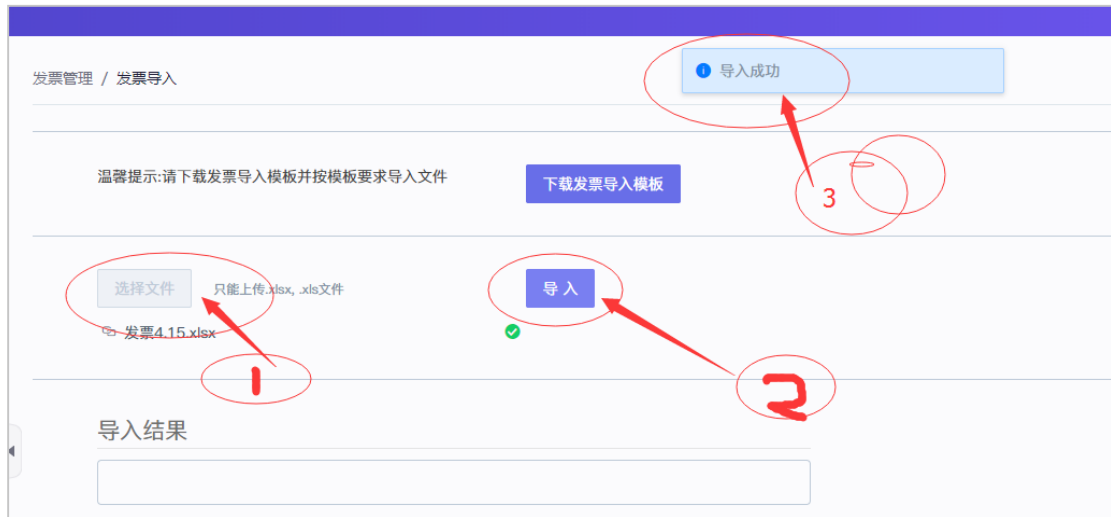 导入成功
发票管理 / 发票导入
温馨提示:请下载发票导入模板并按模板要求导入文件
下载发票导入模板
3
选择文件
只能上传.xlsx, .xls文件
导 入
发票4.15.xlsx
1
2
导入结果